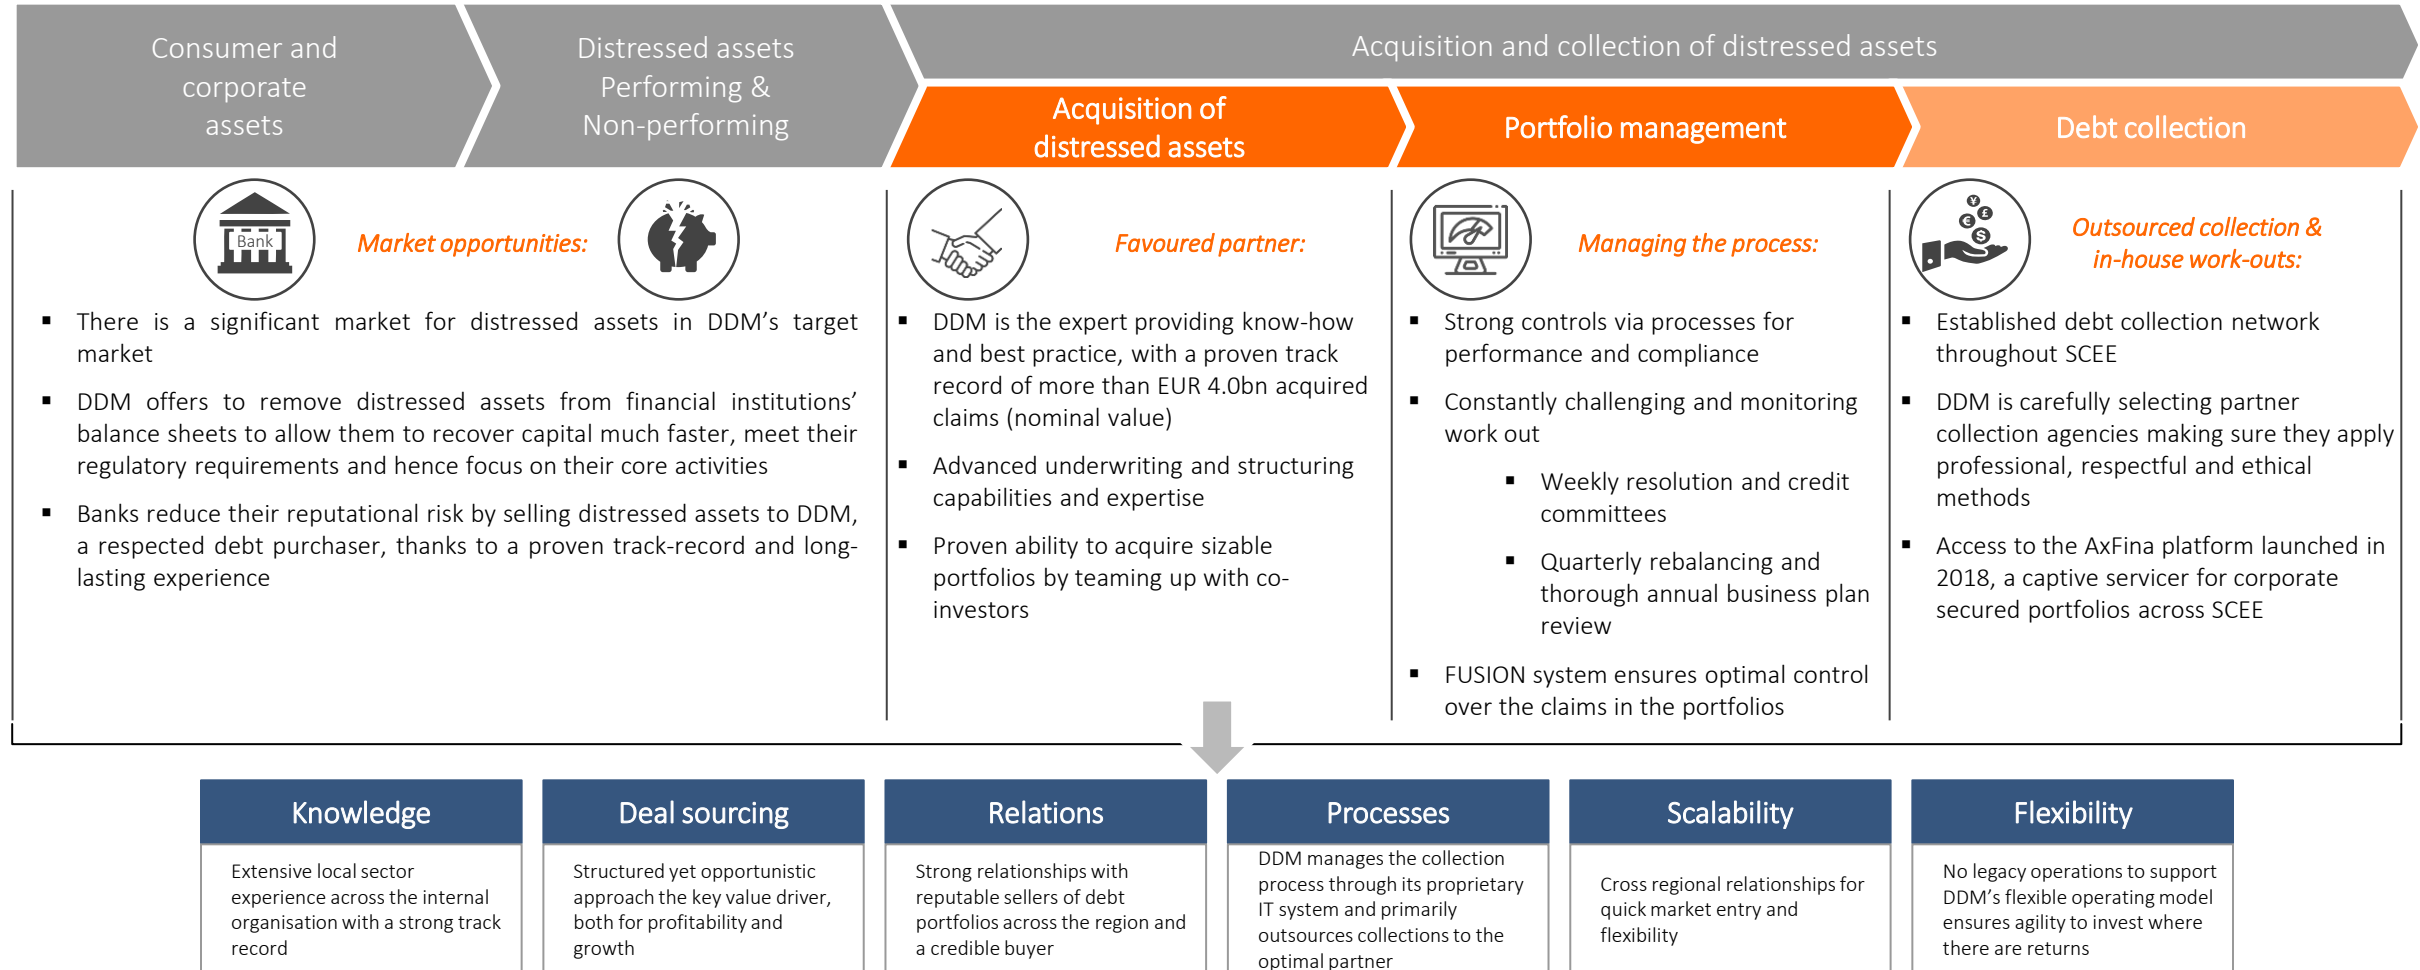 Consumer and
corporate
assets
Distressed assets
Performing &
Non-performing
Acquisition and collection of distressed assets
Acquisition of
distressed assets
Portfolio management
Debt collection
Bank
Market opportunities:
▪ There is a significant market for distressed assets in DDM’s target
market
▪ DDM offers to remove distressed assets from financial institutions’
balance sheets to allow them to recover capital much faster, meet their
regulatory requirements and hence focus on their core activities
▪ Banks reduce their reputational risk by selling distressed assets to DDM,
a respected debt purchaser, thanks to a proven track-record and long-
lasting experience
Favoured partner:
▪ DDM is the expert providing know-how
and best practice, with a proven track
record of more than EUR 4.0bn acquired
claims (nominal value)
▪ Advanced underwriting and structuring
capabilities and expertise
▪ Proven ability to acquire sizable
portfolios by teaming up with co-
investors
Managing the process:
▪ Strong controls via processes for
performance and compliance
▪ Constantly challenging and monitoring
work out
▪ Weekly resolution and credit
committees
▪ Quarterly rebalancing and
thorough annual business plan
review
▪ FUSION system ensures optimal control
over the claims in the portfolios
¥
£
€
$
Outsourced collection &
in-house work-outs:
▪ Established debt collection network
throughout SCEE
▪ DDM is carefully selecting partner
collection agencies making sure they apply
professional, respectful and ethical
methods
▪ Access to the AxFina platform launched in
2018, a captive servicer for corporate
secured portfolios across SCEE
Knowledge
Extensive local sector
experience across the internal
organisation with a strong track
record
Deal sourcing
Structured yet opportunistic
approach the key value driver,
both for profitability and
growth
Relations
Strong relationships with
reputable sellers of debt
portfolios across the region and
a credible buyer
Processes
DDM manages the collection
process through its proprietary
IT system and primarily
outsources collections to the
optimal partner
Scalability
Cross regional relationships for
quick market entry and
flexibility
Flexibility
No legacy operations to support
DDM’s flexible operating model
ensures agility to invest where
there are returns